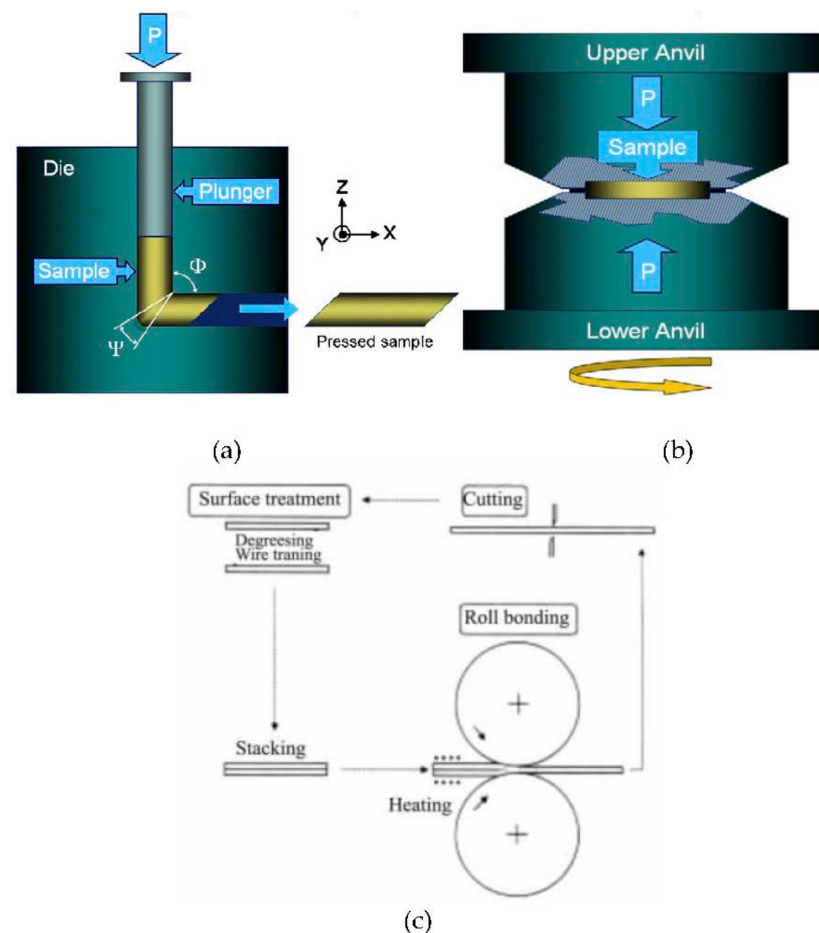 P
Die
Plunger
Sample
Φ
Ψ
Z
Y
X
Pressed sample
(a)
Upper Anvil
P
Sample
P
Lower Anvil
(b)
Surface treatment
Cutting
Degreesing
Wire traning
Roll bonding
Stacking
Heating
(c)